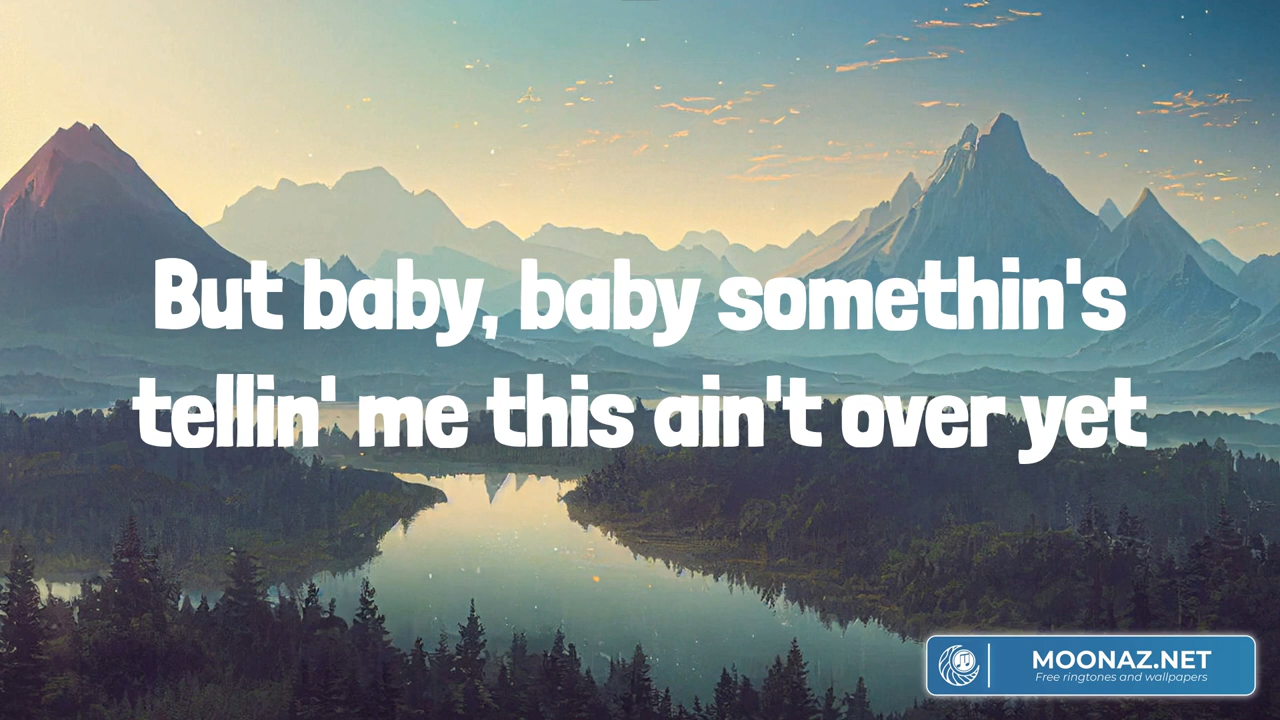 But baby, baby somethin's
tellin' me this ain't over yet
MOONAZ.NET
Free ringtones and wallpapers